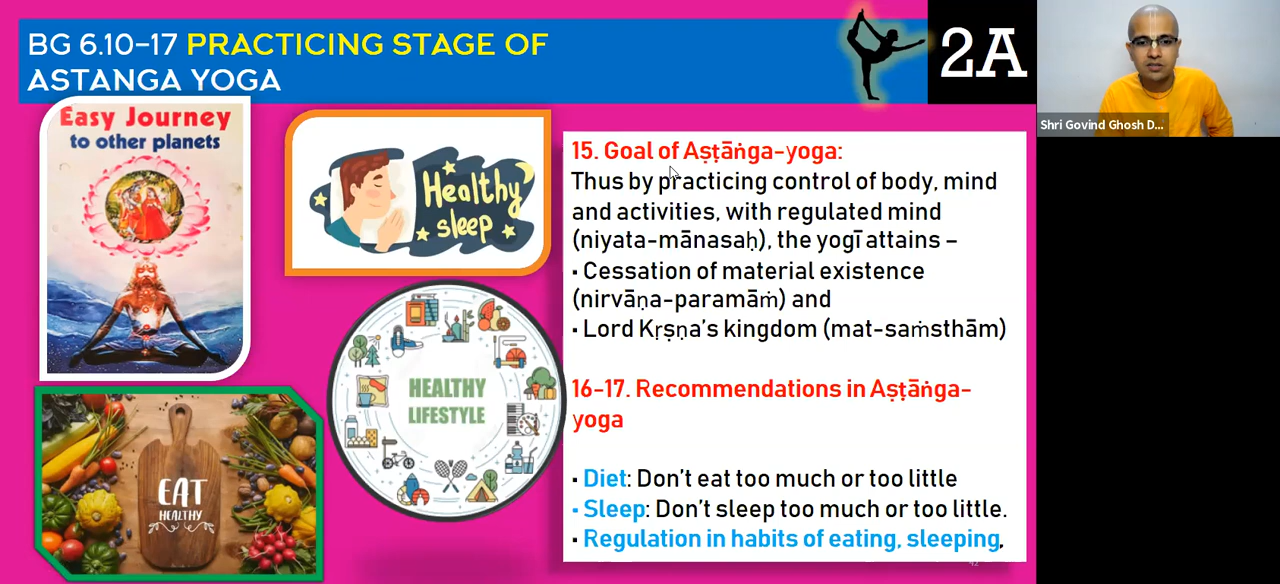 BG 6.10-17 PRACTICING STAGE OF
ASTANGA YOGA
2A
Shri Govind Ghosh D...
Easy Journey
to other planets
Healthy
sleep
HEALTHY
LIFESTYLE
EAT
HEALTHY
15. Goal of Aṣṭāṅga-yoga:
Thus by practicing control of body, mind
and activities, with regulated mind
(niyata-mānasaḥ), the yogī attains –
▪ Cessation of material existence
(nirvāṇa-paramāṁ) and
▪ Lord Kṛṣṇa's kingdom (mat-saṁsthām)
16-17. Recommendations in Aṣṭāṅga-
yoga
▪ Diet: Don't eat too much or too little
▪ Sleep: Don't sleep too much or too little.
▪ Regulation in habits of eating, sleeping,
42